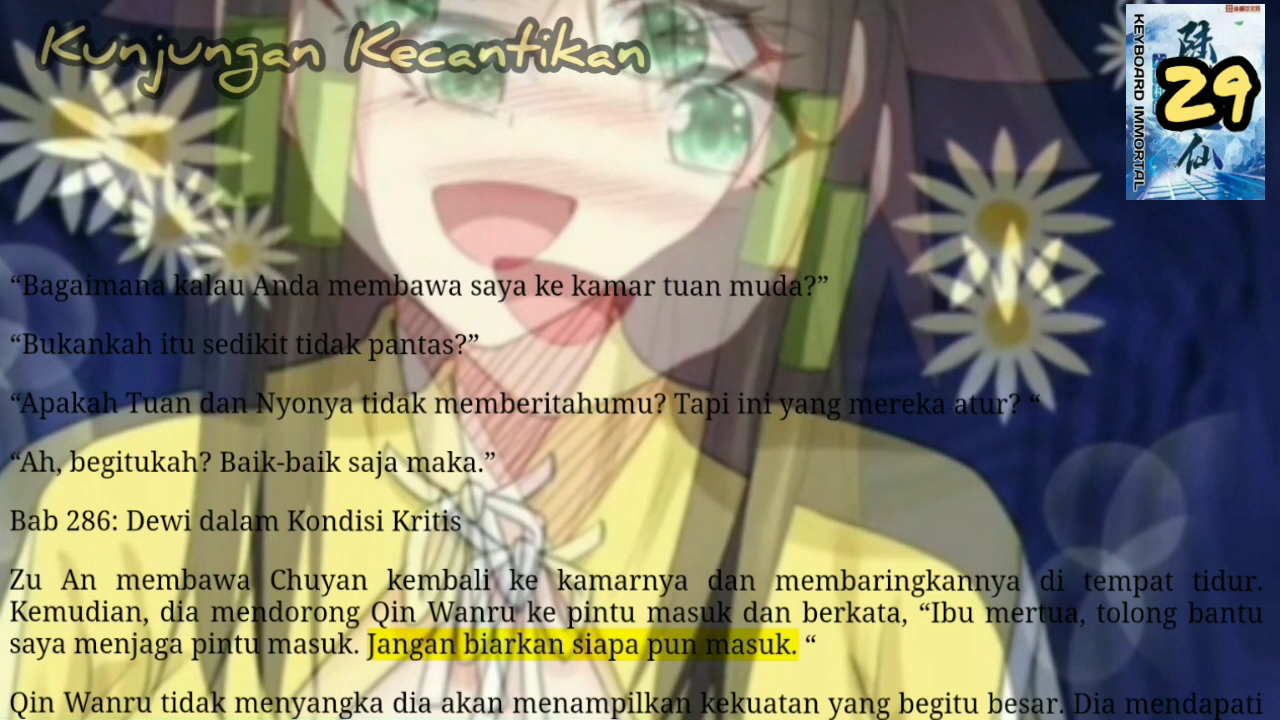 Kunjungan Kecantikan
KEYBOARD IMMORTAL
29
仙
“Bagaimana kalau Anda membawa saya ke kamar tuan muda?”
“Bukankah itu sedikit tidak pantas?”
“Apakah Tuan dan Nyonya tidak memberitahumu? Tapi ini yang mereka atur? “
“Ah, begitukah? Baik-baik saja maka.”
Bab 286: Dewi dalam Kondisi Kritis
Zu An membawa Chuyan kembali ke kamarnya dan membaringkannya di tempat tidur.
Kemudian, dia mendorong Qin Wanru ke pintu masuk dan berkata, “Ibu mertua, tolong bantu
saya menjaga pintu masuk. Jangan biarkan siapa pun masuk. “
Qin Wanru tidak menyangka dia akan menampilkan kekuatan yang begitu besar. Dia mendapati